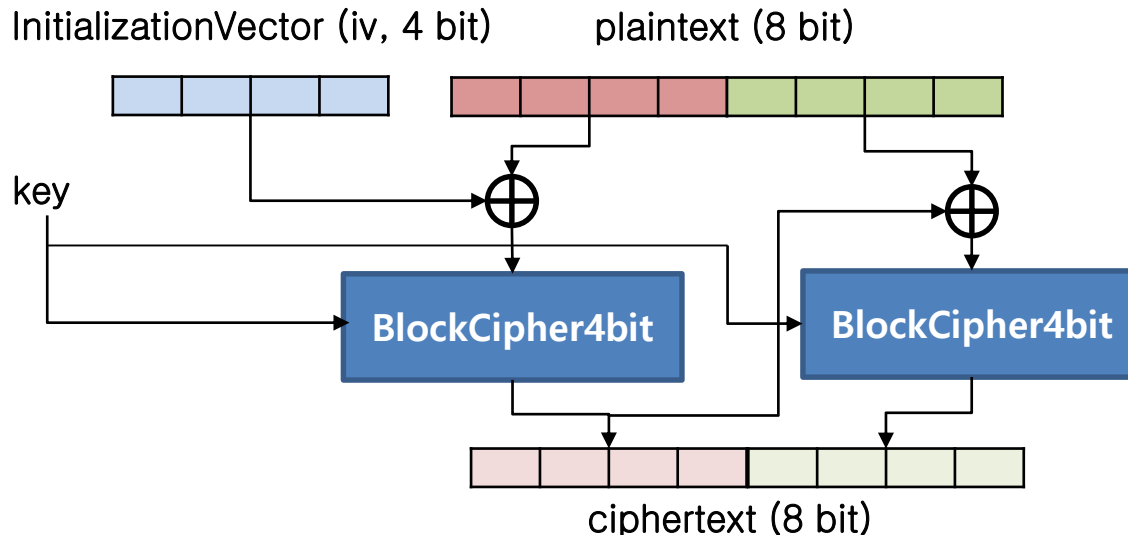 InitializationVector (iv, 4 bit)
plaintext (8 bit)
key
BlockCipher4bit
BlockCipher4bit
ciphertext (8 bit)